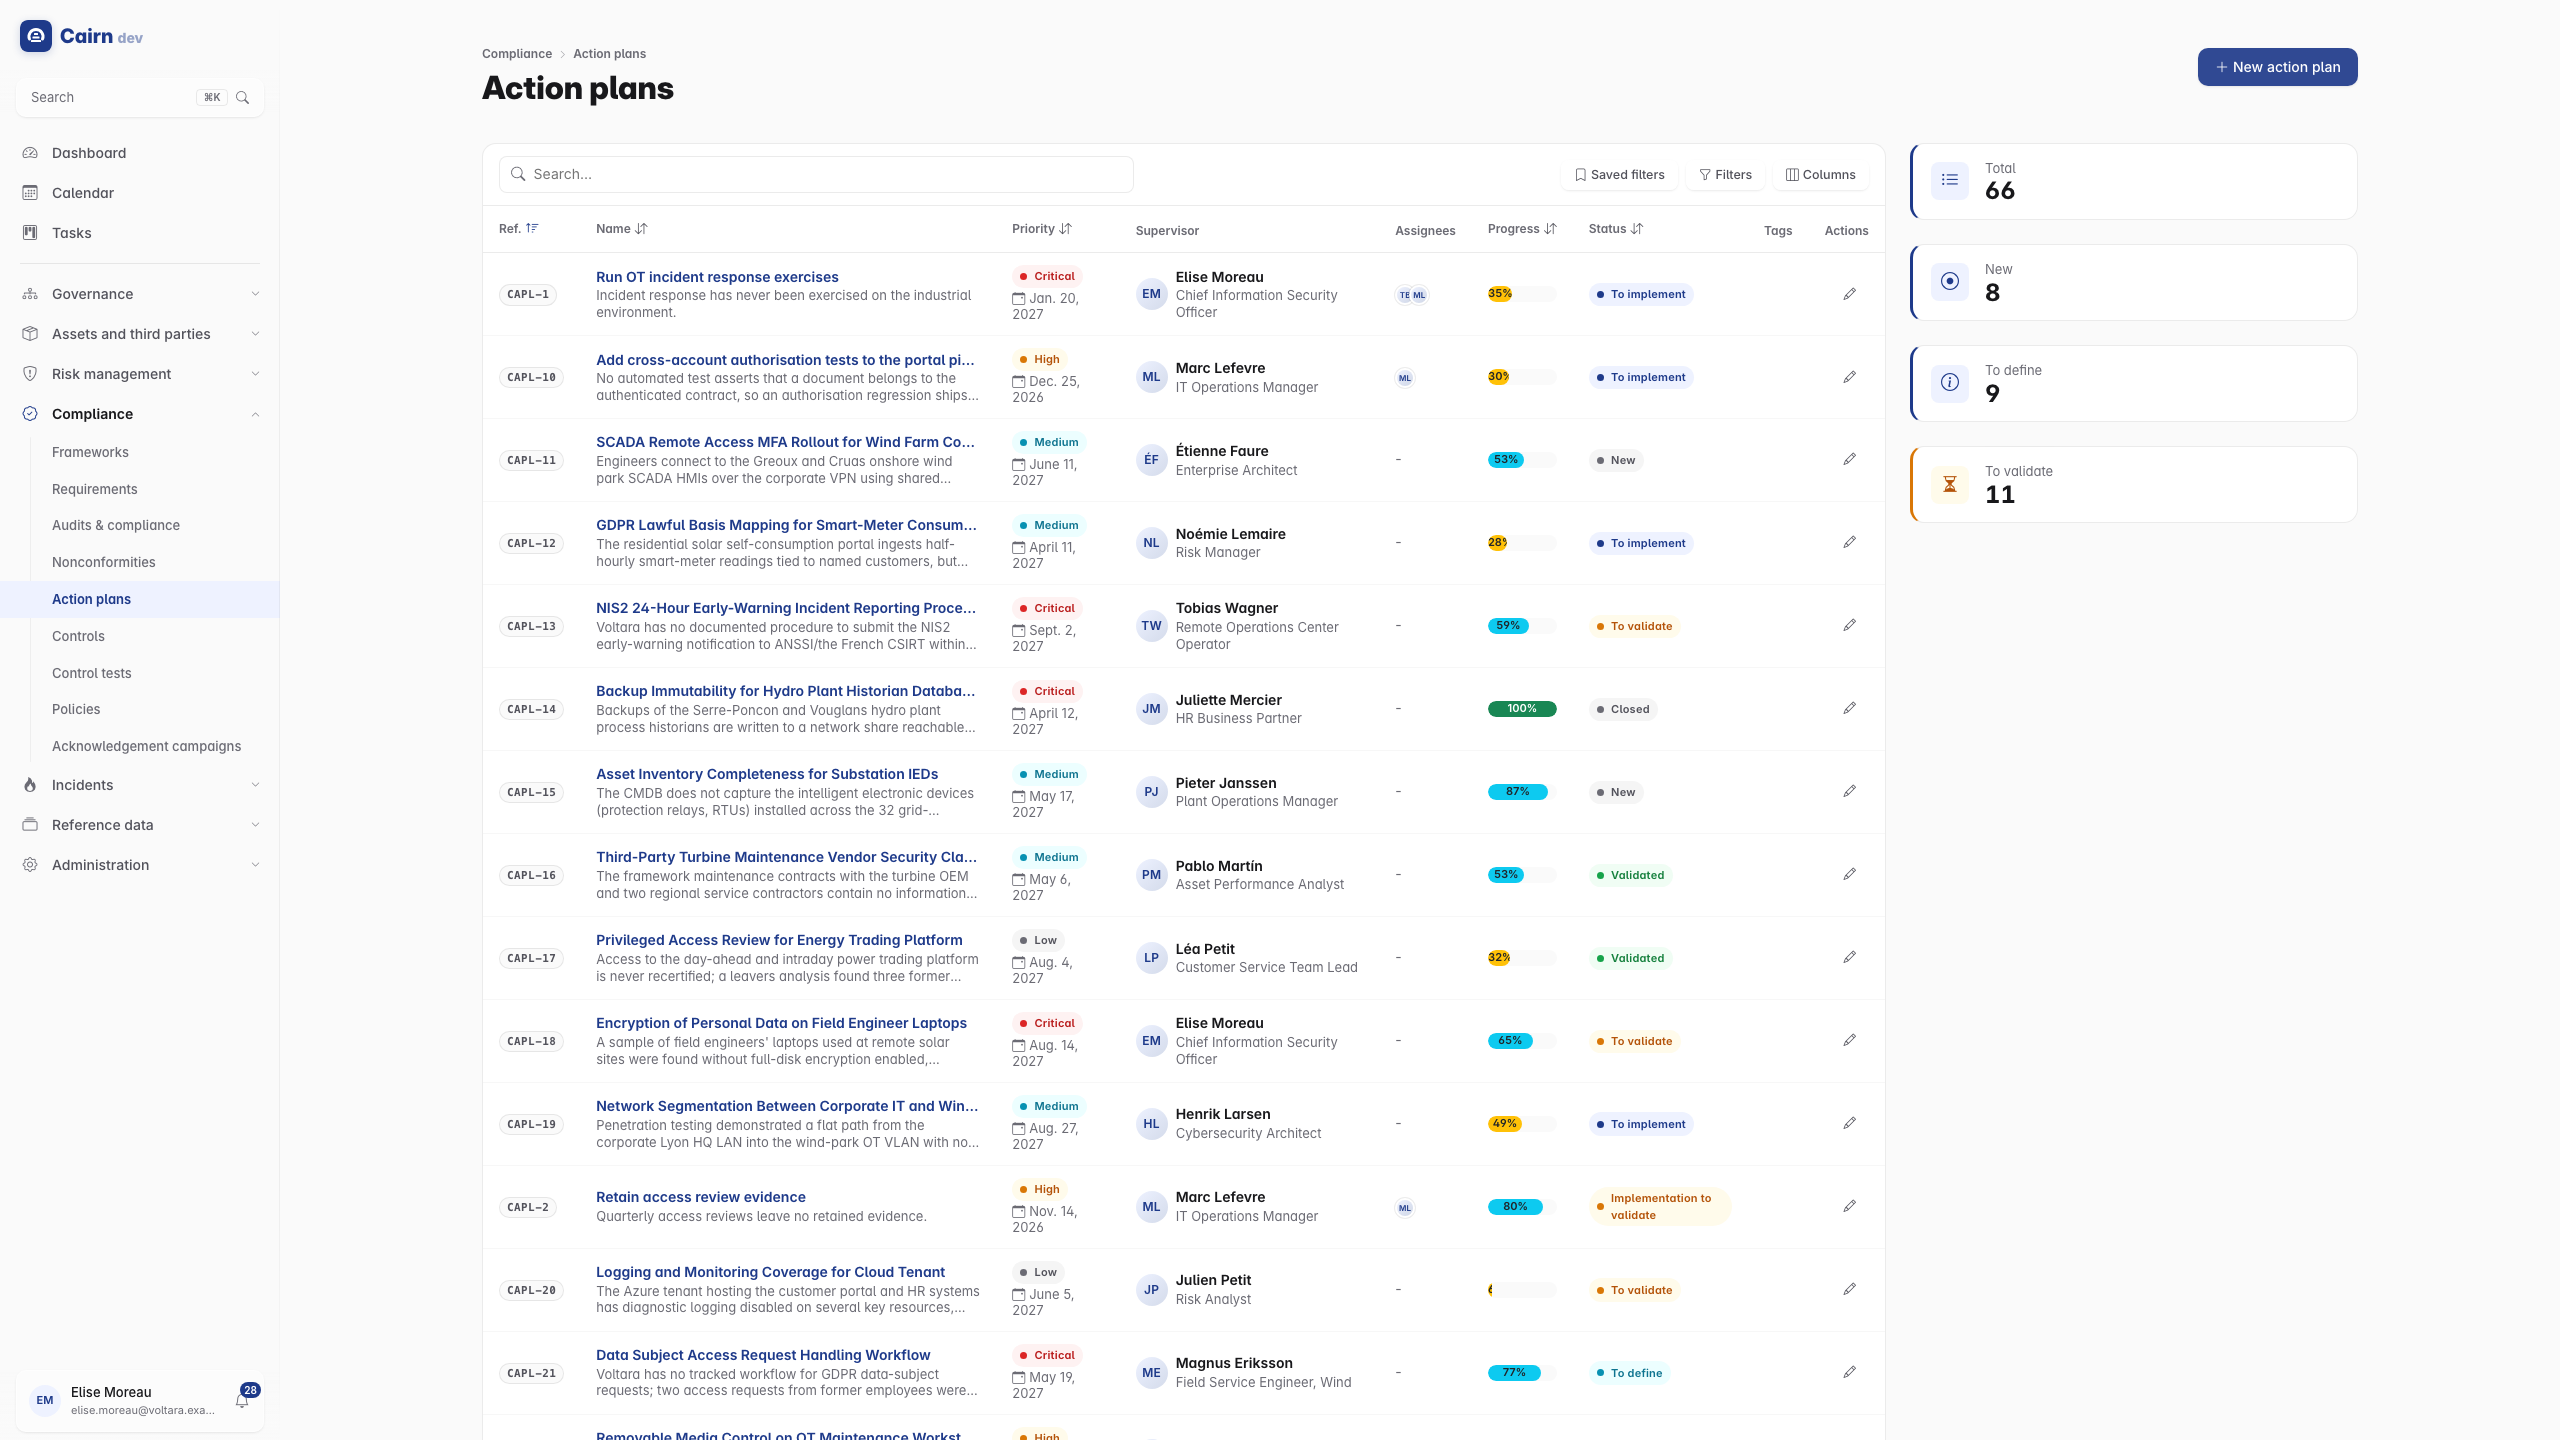 Cairn dev
Search ⌘K
Dashboard
Calendar
Tasks
Governance
Assets and third parties
Risk management
Compliance
Frameworks
Requirements
Audits & compliance
Nonconformities
Action plans
Controls
Control tests
Policies
Acknowledgement campaigns
Incidents
Reference data
Administration
EM
Elise Moreau
elise.moreau@voltara.exa...
28
Compliance > Action plans
Action plans
+ New action plan
Search...
Saved filters
Filters
Columns
Ref. Name Priority Supervisor Assignees Progress Status Tags Actions
CAPL-1
Run OT incident response exercises
Incident response has never been exercised on the industrial
environment.
Critical
Jan. 20,
2027
EM
Elise Moreau
Chief Information Security
Officer
TB ML
35%
To implement
CAPL-10
Add cross-account authorisation tests to the portal pi...
No automated test asserts that a document belongs to the
authenticated contract, so an authorisation regression ships...
High
Dec. 25,
2026
ML
Marc Lefevre
IT Operations Manager
ML
30%
To implement
CAPL-11
SCADA Remote Access MFA Rollout for Wind Farm Co...
Engineers connect to the Greoux and Cruas onshore wind
park SCADA HMIs over the corporate VPN using shared...
Medium
June 11,
2027
ÉF
Étienne Faure
Enterprise Architect
-
53%
New
CAPL-12
GDPR Lawful Basis Mapping for Smart-Meter Consum...
The residential solar self-consumption portal ingests half-
hourly smart-meter readings tied to named customers, but...
Medium
April 11,
2027
NL
Noémie Lemaire
Risk Manager
-
28%
To implement
CAPL-13
NIS2 24-Hour Early-Warning Incident Reporting Proce...
Voltara has no documented procedure to submit the NIS2
early-warning notification to ANSSI/the French CSIRT within...
Critical
Sept. 2,
2027
TW
Tobias Wagner
Remote Operations Center
Operator
-
59%
To validate
CAPL-14
Backup Immutability for Hydro Plant Historian Databa...
Backups of the Serre-Poncon and Vouglans hydro plant
process historians are written to a network share reachable...
Critical
April 12,
2027
JM
Juliette Mercier
HR Business Partner
-
100%
Closed
CAPL-15
Asset Inventory Completeness for Substation IEDs
The CMDB does not capture the intelligent electronic devices
(protection relays, RTUs) installed across the 32 grid-...
Medium
May 17,
2027
PJ
Pieter Janssen
Plant Operations Manager
-
87%
New
CAPL-16
Third-Party Turbine Maintenance Vendor Security Cla...
The framework maintenance contracts with the turbine OEM
and two regional service contractors contain no information...
Medium
May 6,
2027
PM
Pablo Martín
Asset Performance Analyst
-
53%
Validated
CAPL-17
Privileged Access Review for Energy Trading Platform
Access to the day-ahead and intraday power trading platform
is never recertified; a leavers analysis found three former...
Low
Aug. 4,
2027
LP
Léa Petit
Customer Service Team Lead
-
32%
Validated
CAPL-18
Encryption of Personal Data on Field Engineer Laptops
A sample of field engineers' laptops used at remote solar
sites were found without full-disk encryption enabled,...
Critical
Aug. 14,
2027
EM
Elise Moreau
Chief Information Security
Officer
-
65%
To validate
CAPL-19
Network Segmentation Between Corporate IT and Win...
Penetration testing demonstrated a flat path from the
corporate Lyon HQ LAN into the wind-park OT VLAN with no...
Medium
Aug. 27,
2027
HL
Henrik Larsen
Cybersecurity Architect
-
49%
To implement
CAPL-2
Retain access review evidence
Quarterly access reviews leave no retained evidence.
High
Nov. 14,
2026
ML
Marc Lefevre
IT Operations Manager
ML
80%
Implementation to
validate
CAPL-20
Logging and Monitoring Coverage for Cloud Tenant
The Azure tenant hosting the customer portal and HR systems
has diagnostic logging disabled on several key resources,...
Low
June 5,
2027
JP
Julien Petit
Risk Analyst
-
To validate
CAPL-21
Data Subject Access Request Handling Workflow
Voltara has no tracked workflow for GDPR data-subject
requests; two access requests from former employees were...
Critical
May 19,
2027
ME
Magnus Eriksson
Field Service Engineer, Wind
-
77%
To define
Removable Media Control on OT Maintenance Workst...
High
Total
66
New
8
To define
9
To validate
11